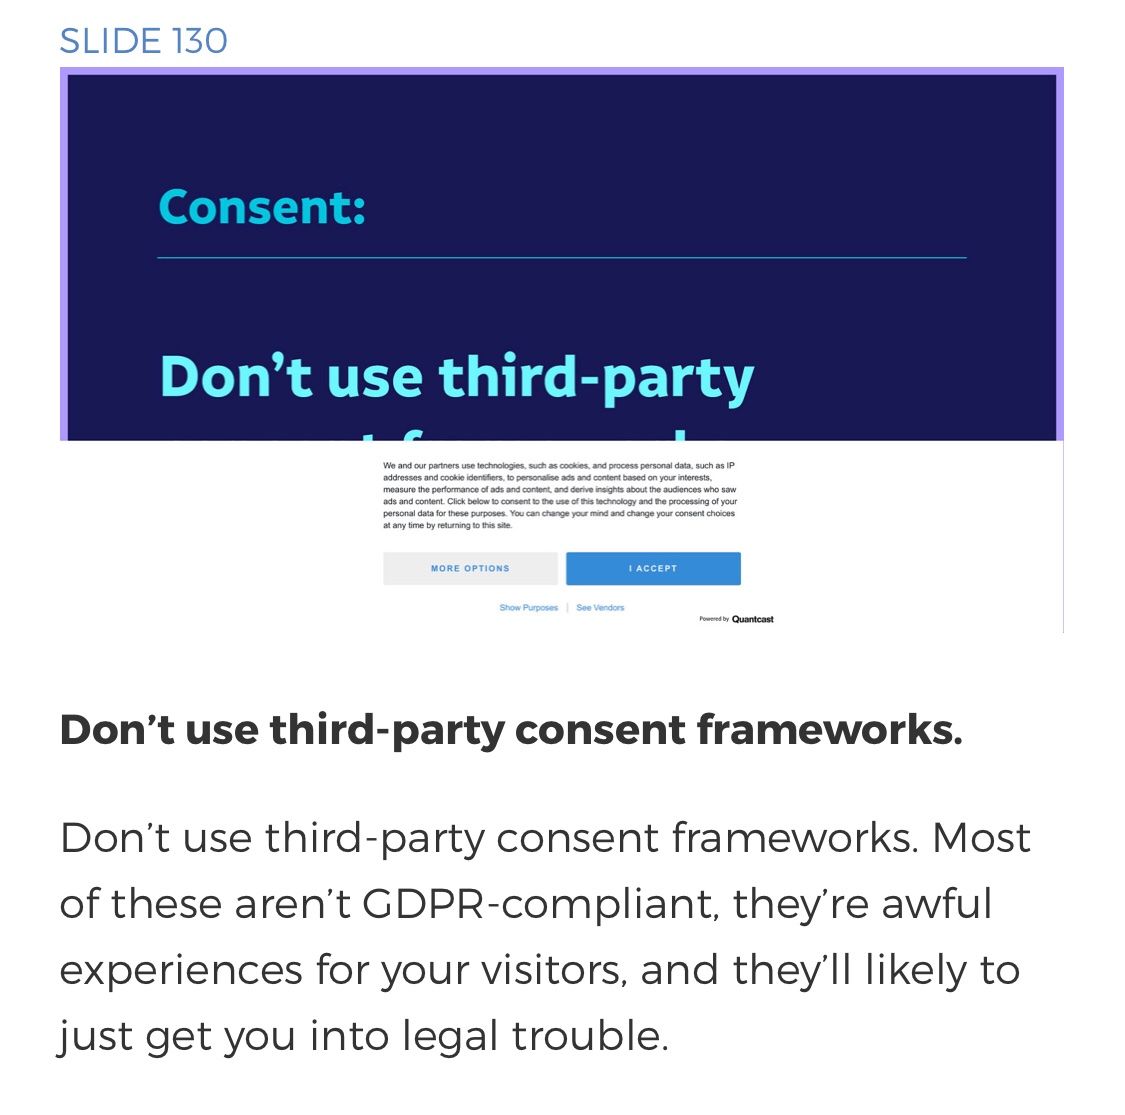 SLIDE 130
Consent:
Don’t use third-party
We and our partners use technologies, such as cookies, and process personal data, such as IP
addresses and cookie identifiers, to personalise ads and content based on your interests,
measure the performance of ads and content, and derive insights about the audiences who saw
ads and content. Click below to consent to the use of this technology and the processing of your
personal data for these purposes. You can change your mind and change your consent choices
at any time by returning to this site.
MORE OPTIONS
I ACCEPT
Show Purposes | See Vendors
Powered by Quantcast
Don’t use third-party consent frameworks.
Don’t use third-party consent frameworks. Most
of these aren’t GDPR-compliant, they’re awful
experiences for your visitors, and they’ll likely to
just get you into legal trouble.